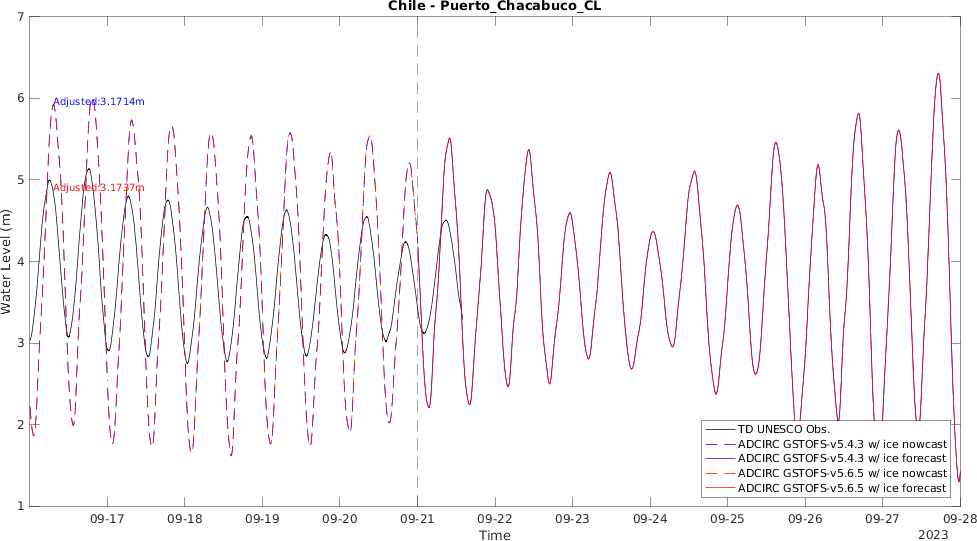 Chile - Puerto_Chacabuco_CL
7
6
5
4
3
2
1
Water Level (m)
Adjusted:3.1714m
Adjusted:3.1737m
TD UNESCO Obs.
ADCIRC GSTOFS-v5.4.3 w/ ice nowcast
ADCIRC GSTOFS-v5.4.3 w/ ice forecast
ADCIRC GSTOFS-v5.6.5 w/ ice nowcast
ADCIRC GSTOFS-v5.6.5 w/ ice forecast
09-17 09-18 09-19 09-20 09-21 09-22 09-23 09-24 09-25 09-26 09-27 09-28
Time
2023